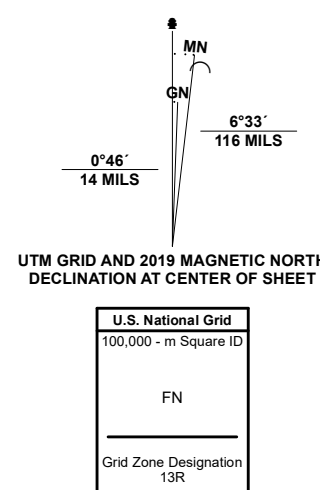 MN
GN
6°33´
116 MILS
0°46´
14 MILS
UTM GRID AND 2019 MAGNETIC NORTH
DECLINATION AT CENTER OF SHEET
U.S. National Grid
100,000 - m Square ID
FN
Grid Zone Designation
13R